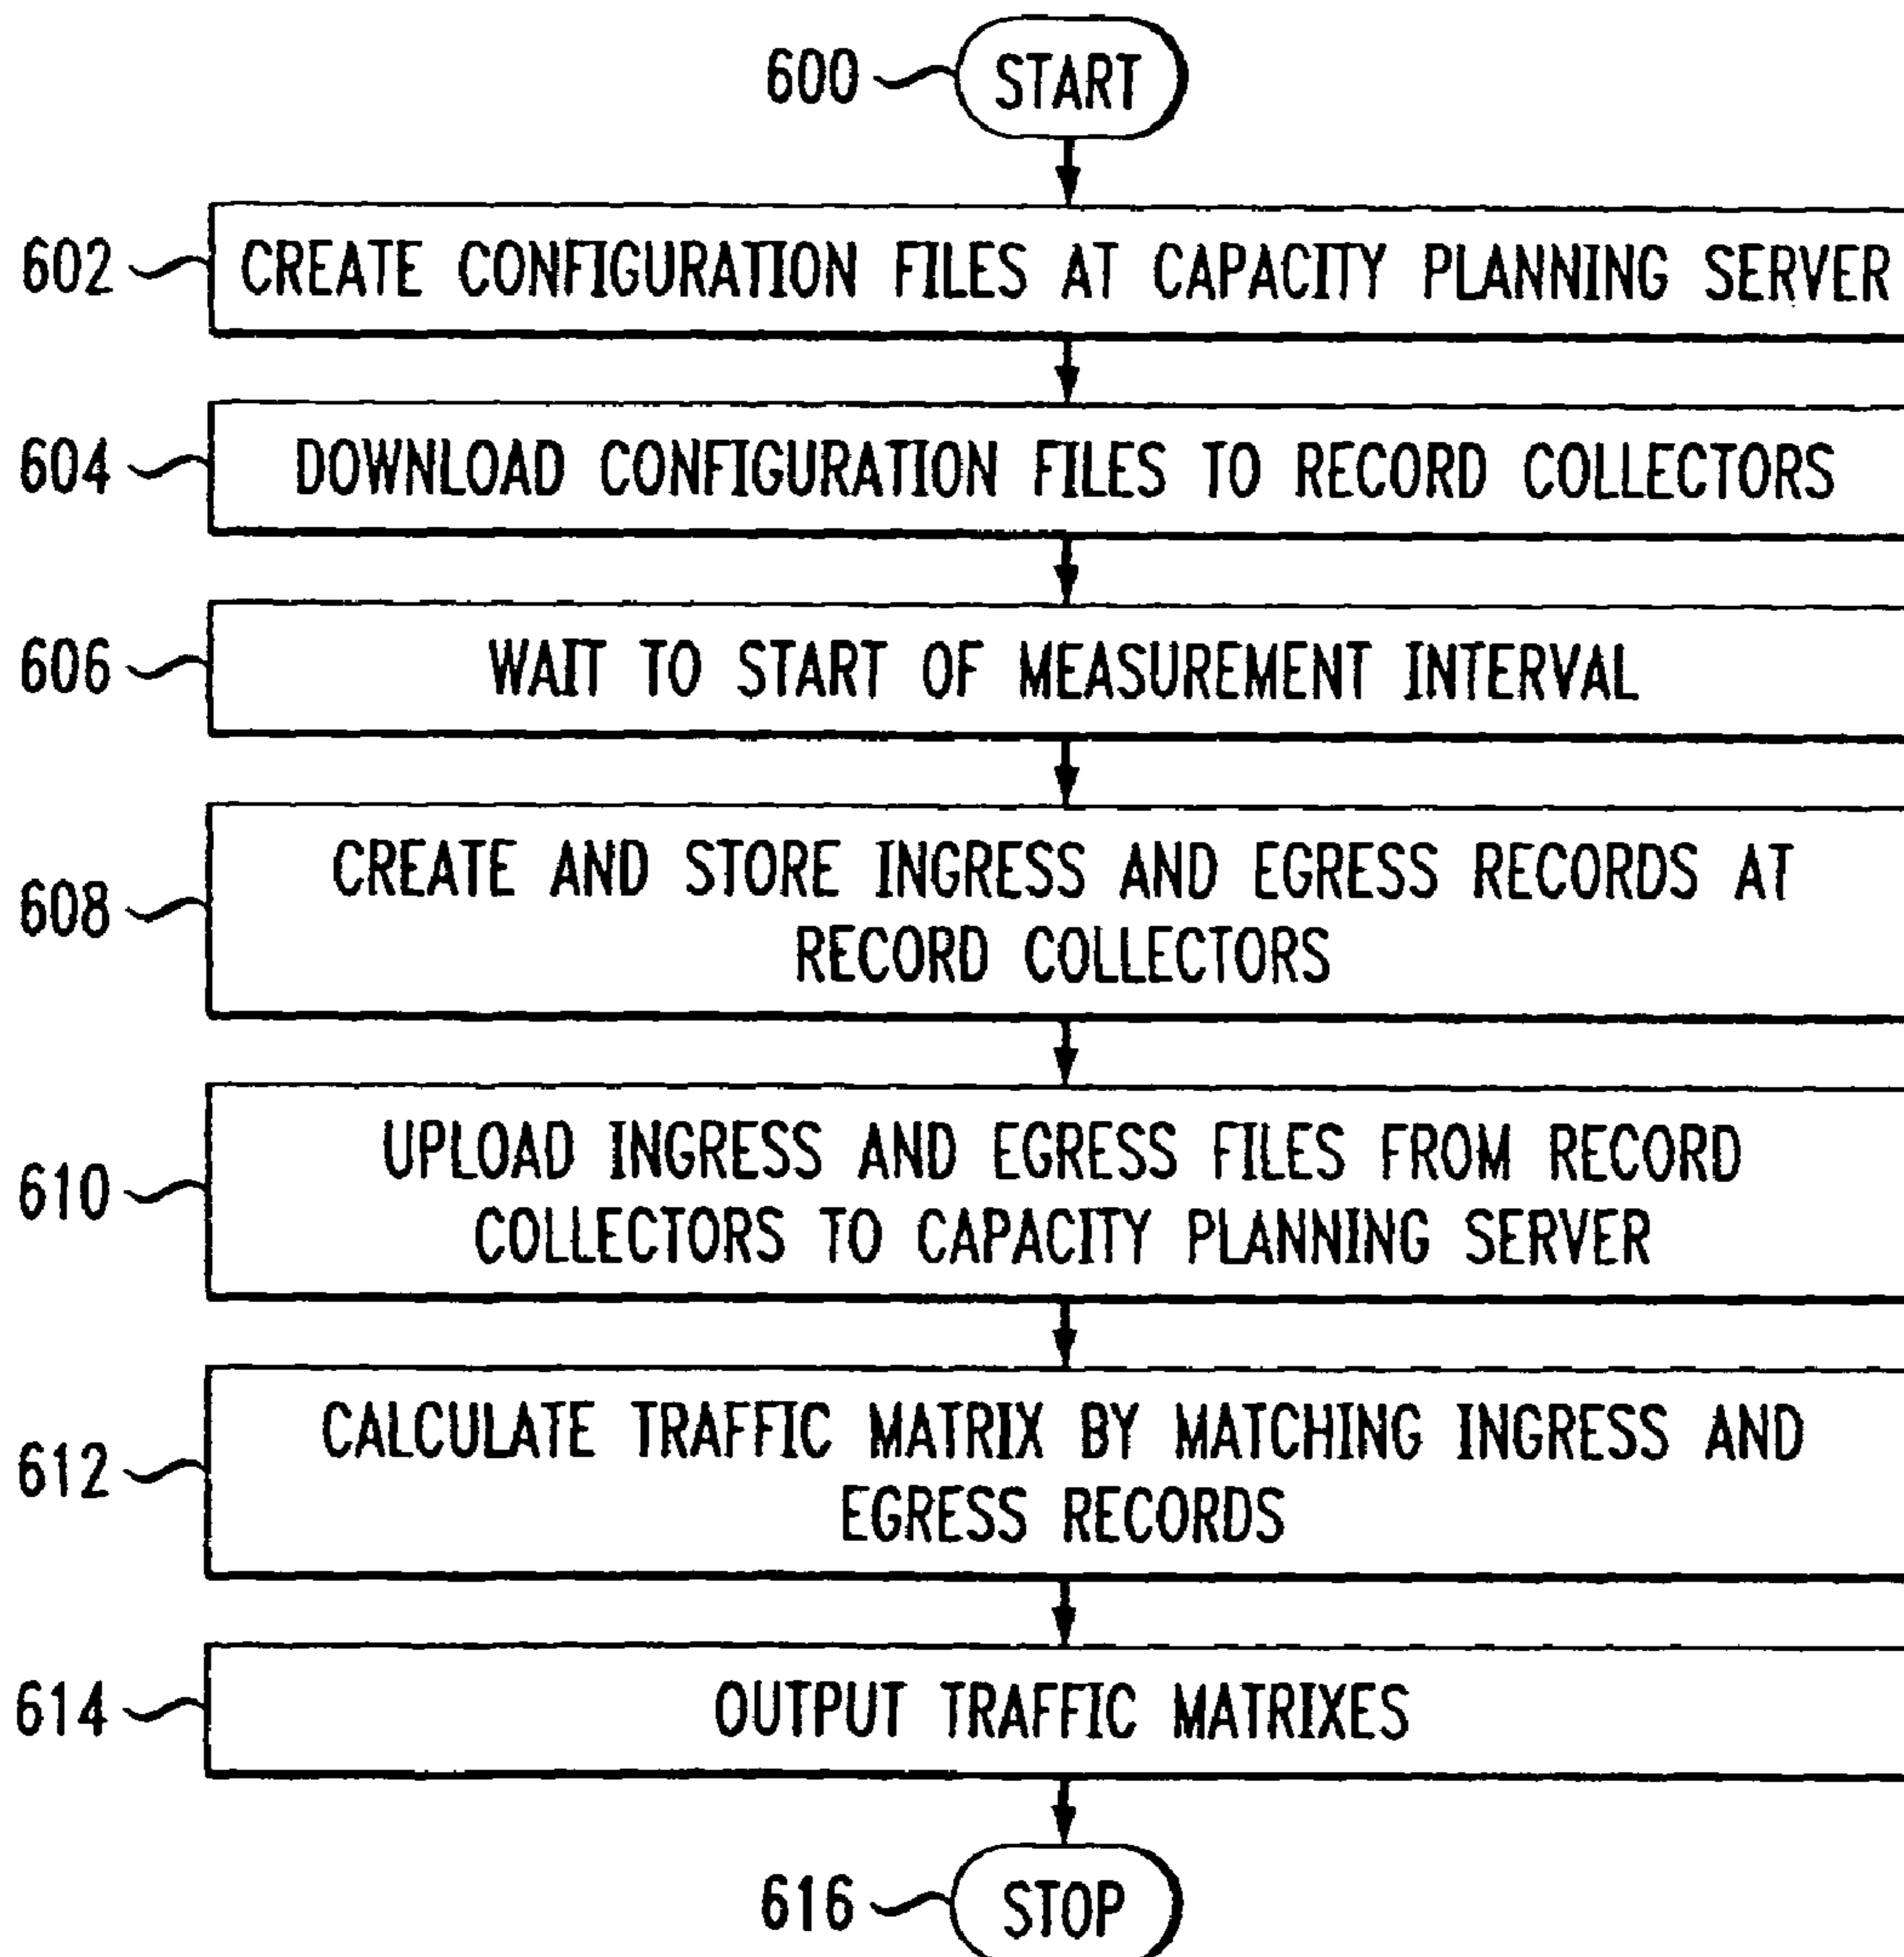 600 START
602 CREATE CONFIGURATION FILES AT CAPACITY PLANNING SERVER
604 DOWNLOAD CONFIGURATION FILES TO RECORD COLLECTORS
606 WAIT TO START OF MEASUREMENT INTERVAL
CREATE AND STORE INGRESS AND EGRESS RECORDS AT
608
RECORD COLLECTORS
UPLOAD INGRESS AND EGRESS FILES FROM RECORD
610
COLLECTORS TO CAPACITY PLANNING SERVER
CALCULATE TRAFFIC MATRIX BY MATCHING INGRESS AND
612
EGRESS RECORDS
614 OUTPUT TRAFFIC MATRIXES
616 STOP